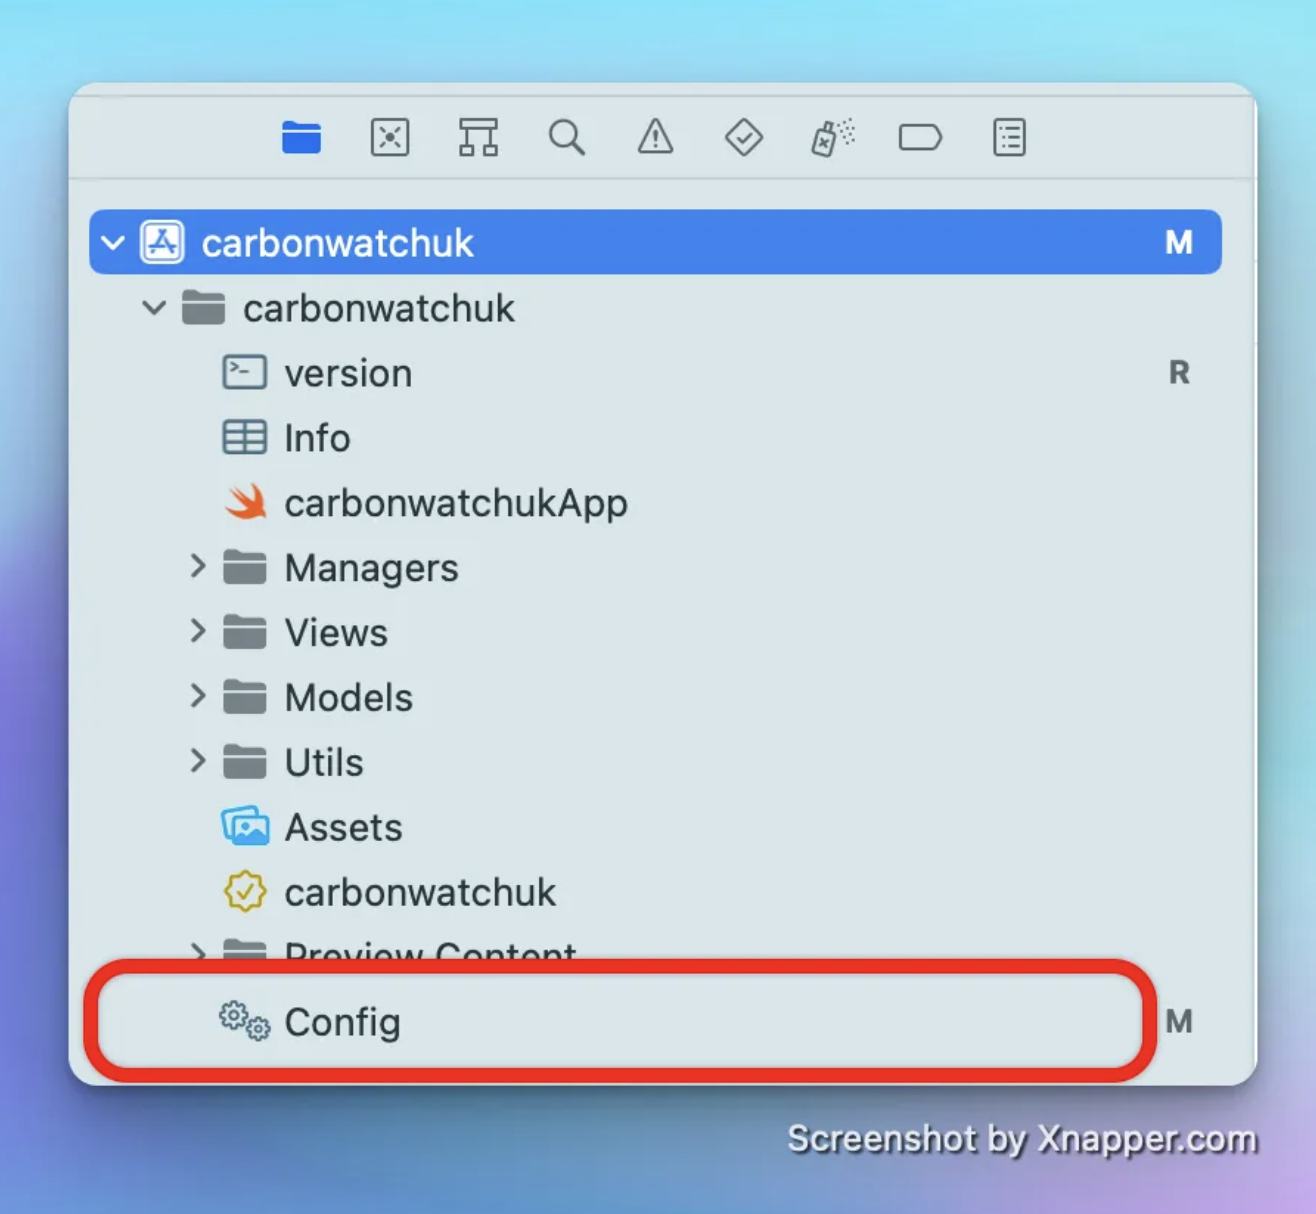 carbonwatchuk M
carbonwatchuk
version R
Info
carbonwatchukApp
Managers
Views
Models
Utils
Assets
carbonwatchuk
Preview Content
Config M
Screenshot by Xnapper.com